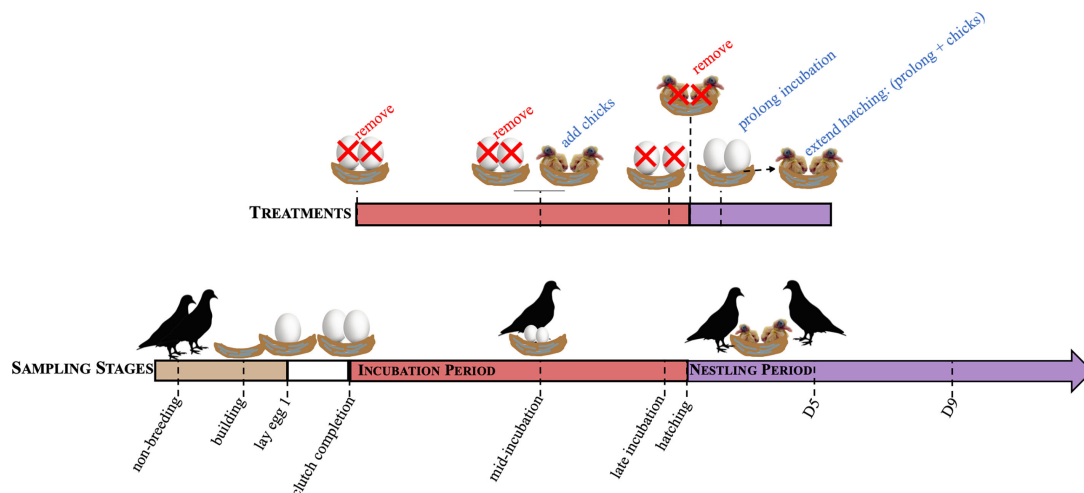 remove
remove
add chicks
remove
prolong incubation
extend hatching: (prolong + chicks)
TREATMENTS
SAMPLING STAGES
INCUBATION PERIOD
NESTLING PERIOD
non-breeding
building
lay egg 1
clutch completion
mid-incubation
late incubation
hatching
D5
D9